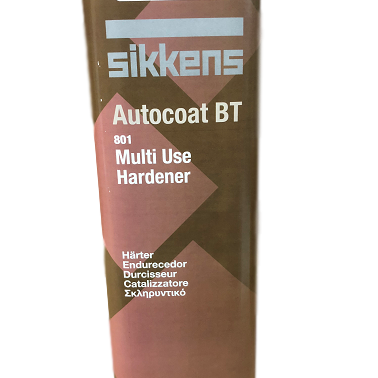 sikkens
Autocoat BT
801
Multi Use
Hardener
Härter
Endurecedor
Durcisseur
Catalizzatore
Σκληρυντικό